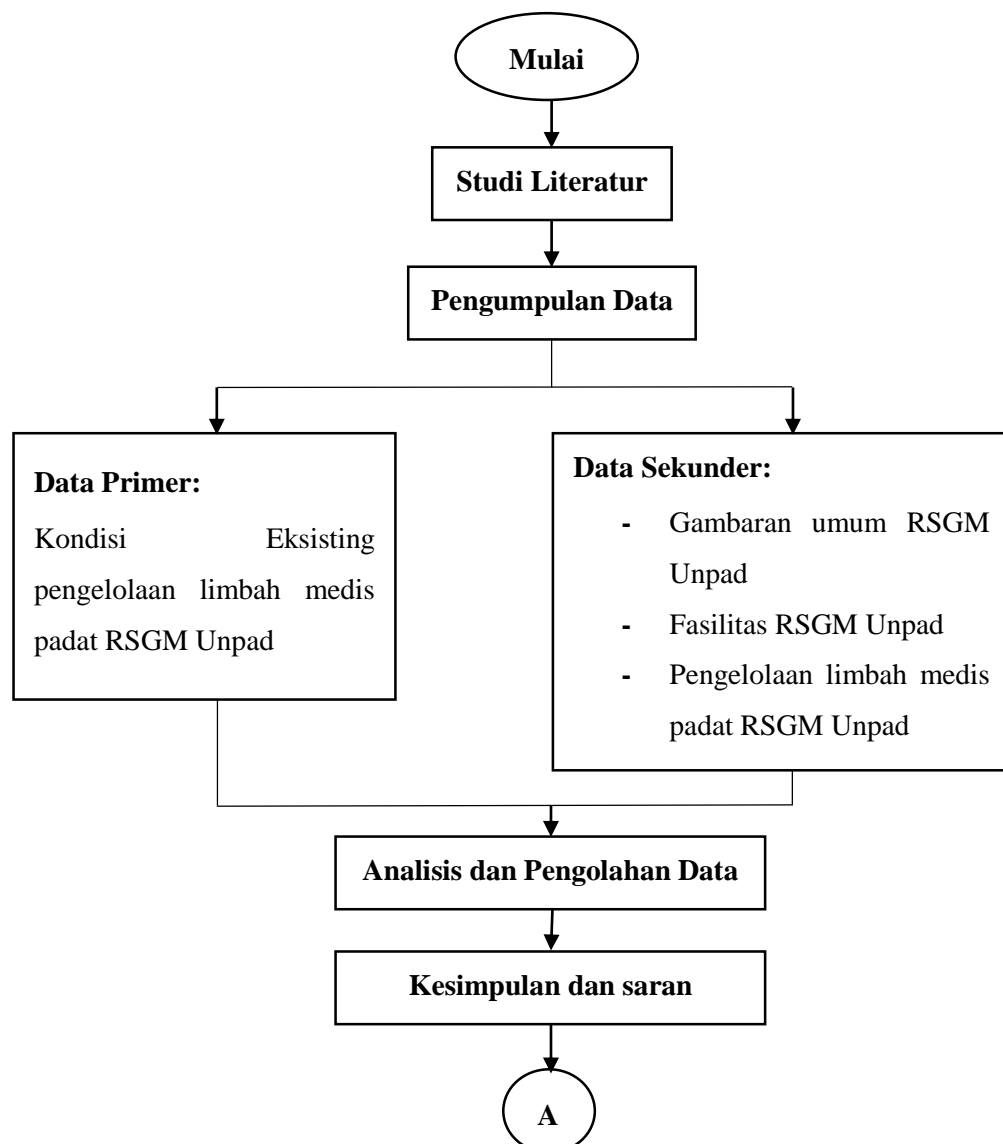 Mulai
Studi Literatur
Pengumpulan Data
Data Primer:
Kondisi Eksisting
pengelolaan limbah medis
padat RSGM Unpad
Data Sekunder:
- Gambaran umum RSGM
Unpad
- Fasilitas RSGM Unpad
- Pengelolaan limbah medis
padat RSGM Unpad
Analisis dan Pengolahan Data
Kesimpulan dan saran
A